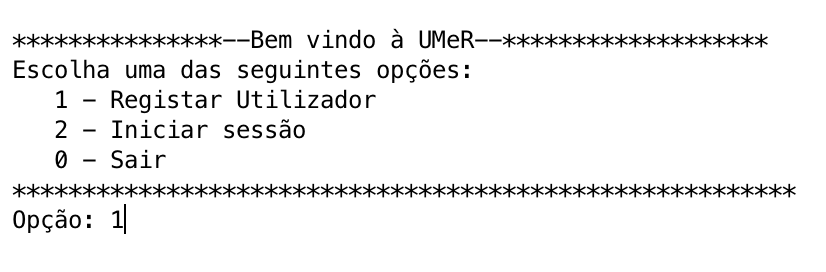 ***************--Bem vindo à UMeR--*******************
Escolha uma das seguintes opções:
   1 - Registar Utilizador
   2 - Iniciar sessão
   0 - Sair
********************************************************
Opção: 1